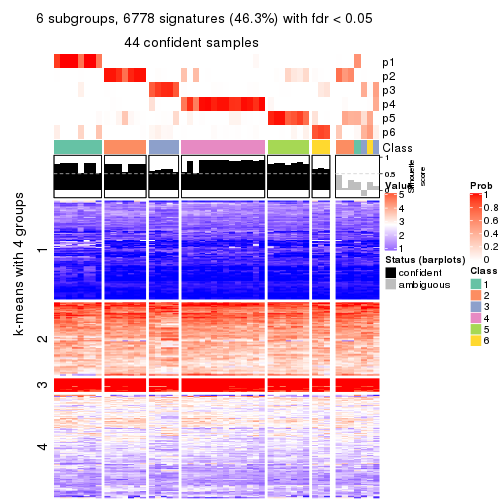 6 subgroups, 6778 signatures (46.3%) with fdr < 0.05
44 confident samples
p1
p2
p3
p4
p5
p6
Class
1
0.5
0
Silhouette
score
k-means with 4 groups
1
2
3
4
Value
5
4
3
2
1
Status (barplots)
confident
ambiguous
Prob
1
0.8
0.6
0.4
0.2
0
Class
1
2
3
4
5
6